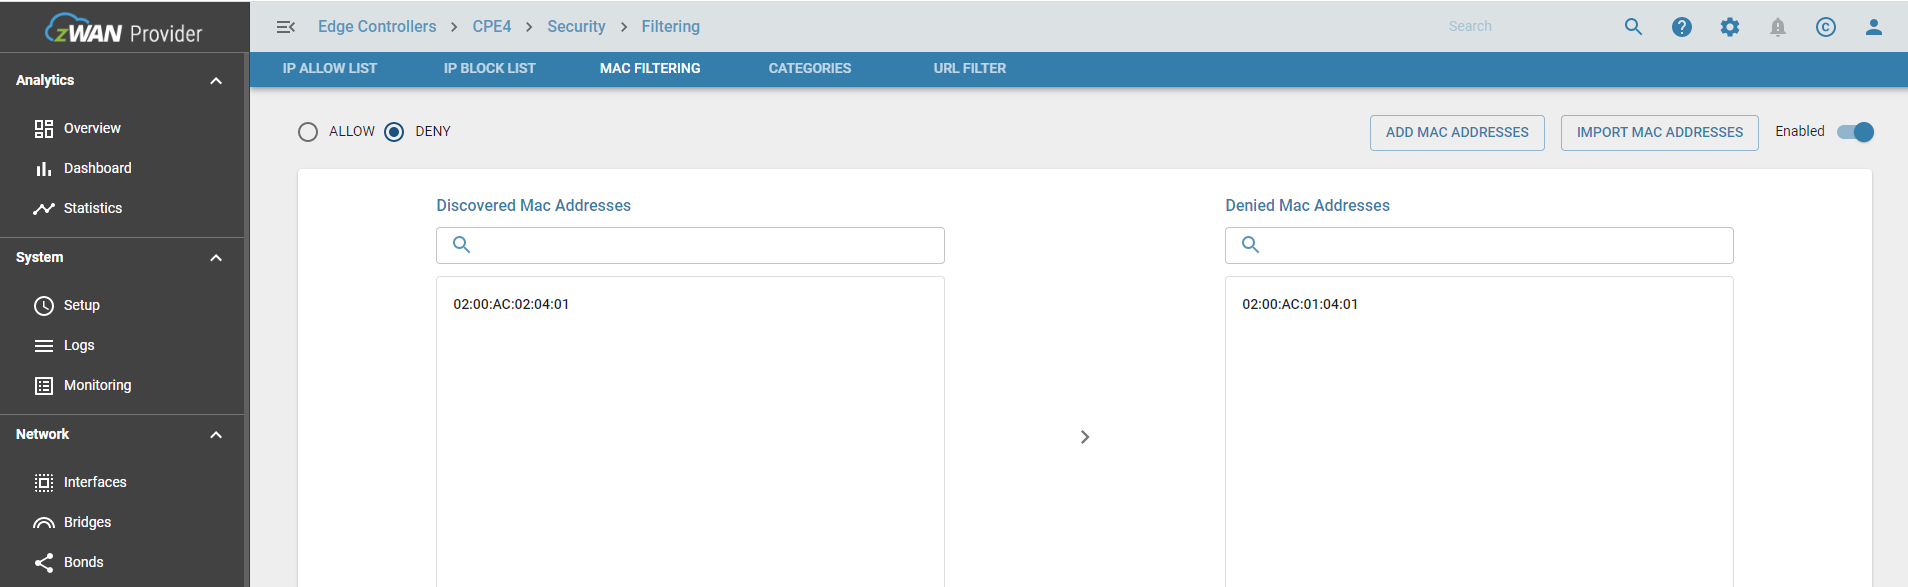 zWAN Provider
Edge Controllers > CPE4 > Security > Filtering
Search
IP ALLOW LIST
IP BLOCK LIST
MAC FILTERING
CATEGORIES
URL FILTER
Analytics
Overview
Dashboard
Statistics
System
Setup
Logs
Monitoring
Network
Interfaces
Bridges
Bonds
ALLOW
DENY
ADD MAC ADDRESSES
IMPORT MAC ADDRESSES
Enabled
Discovered Mac Addresses
02:00:AC:02:04:01
Denied Mac Addresses
02:00:AC:01:04:01